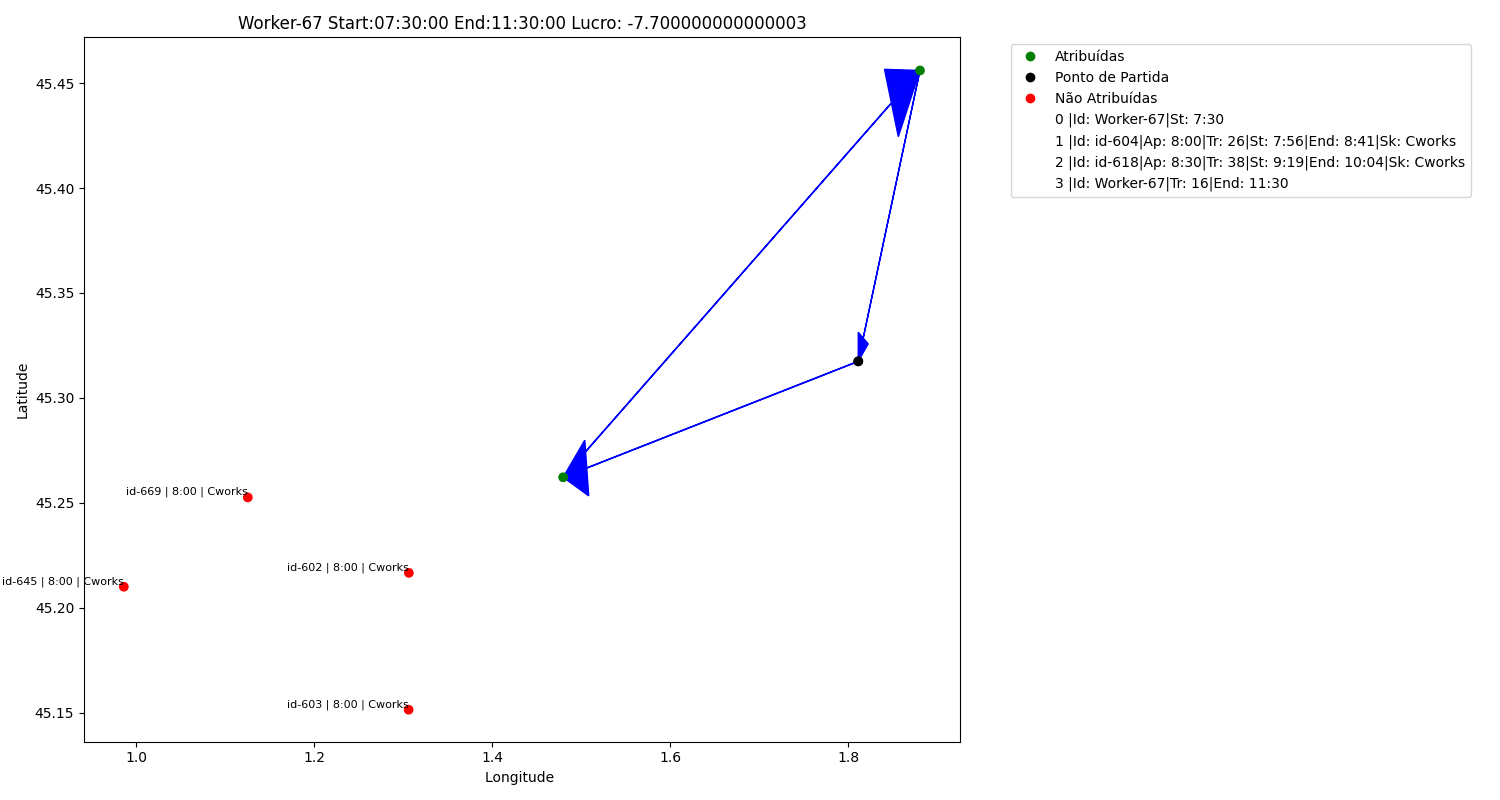 Worker-67 Start:07:30:00 End:11:30:00 Lucro: -7.700000000000003
45.45
45.40
45.35
45.30
45.25
45.20
45.15
Latitude
id-669 | 8:00 | Cworks
id-645 | 8:00 | Cworks
id-602 | 8:00 | Cworks
id-603 | 8:00 | Cworks
1.0
1.2
1.4
1.6
1.8
Longitude
Atribuídas
Ponto de Partida
Não Atribuídas
0 |Id: Worker-67|St: 7:30
1 |Id: id-604|Ap: 8:00|Tr: 26|St: 7:56|End: 8:41|Sk: Cworks
2 |Id: id-618|Ap: 8:30|Tr: 38|St: 9:19|End: 10:04|Sk: Cworks
3 |Id: Worker-67|Tr: 16|End: 11:30